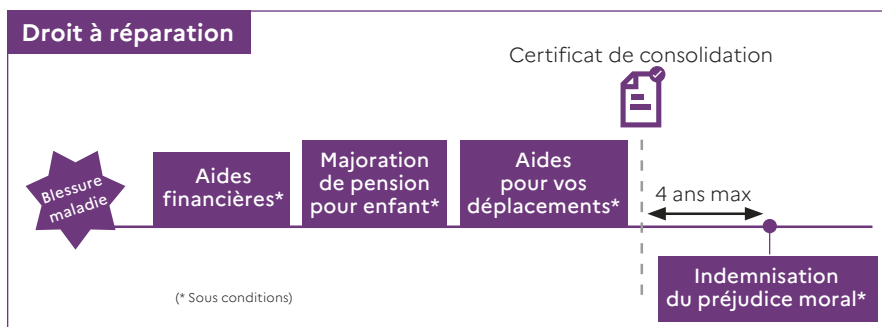 Droit à réparation
Certificat de consolidation
Blessure
maladie
Aides
financières*
Majoration
de pension
pour enfant*
Aides
pour vos
déplacements*
4 ans max
Indemnisation
du préjudice moral*
(* Sous conditions)